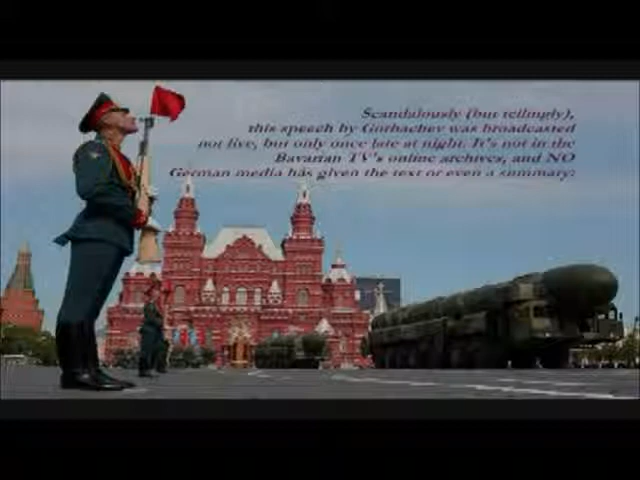 Scandalously (but tellingly),
this speech by Gorbachev was broadcasted
not live, but only once late at night. It's not in the
Bavarian TV's online archives, and NO
German media has given the text or even a summary: